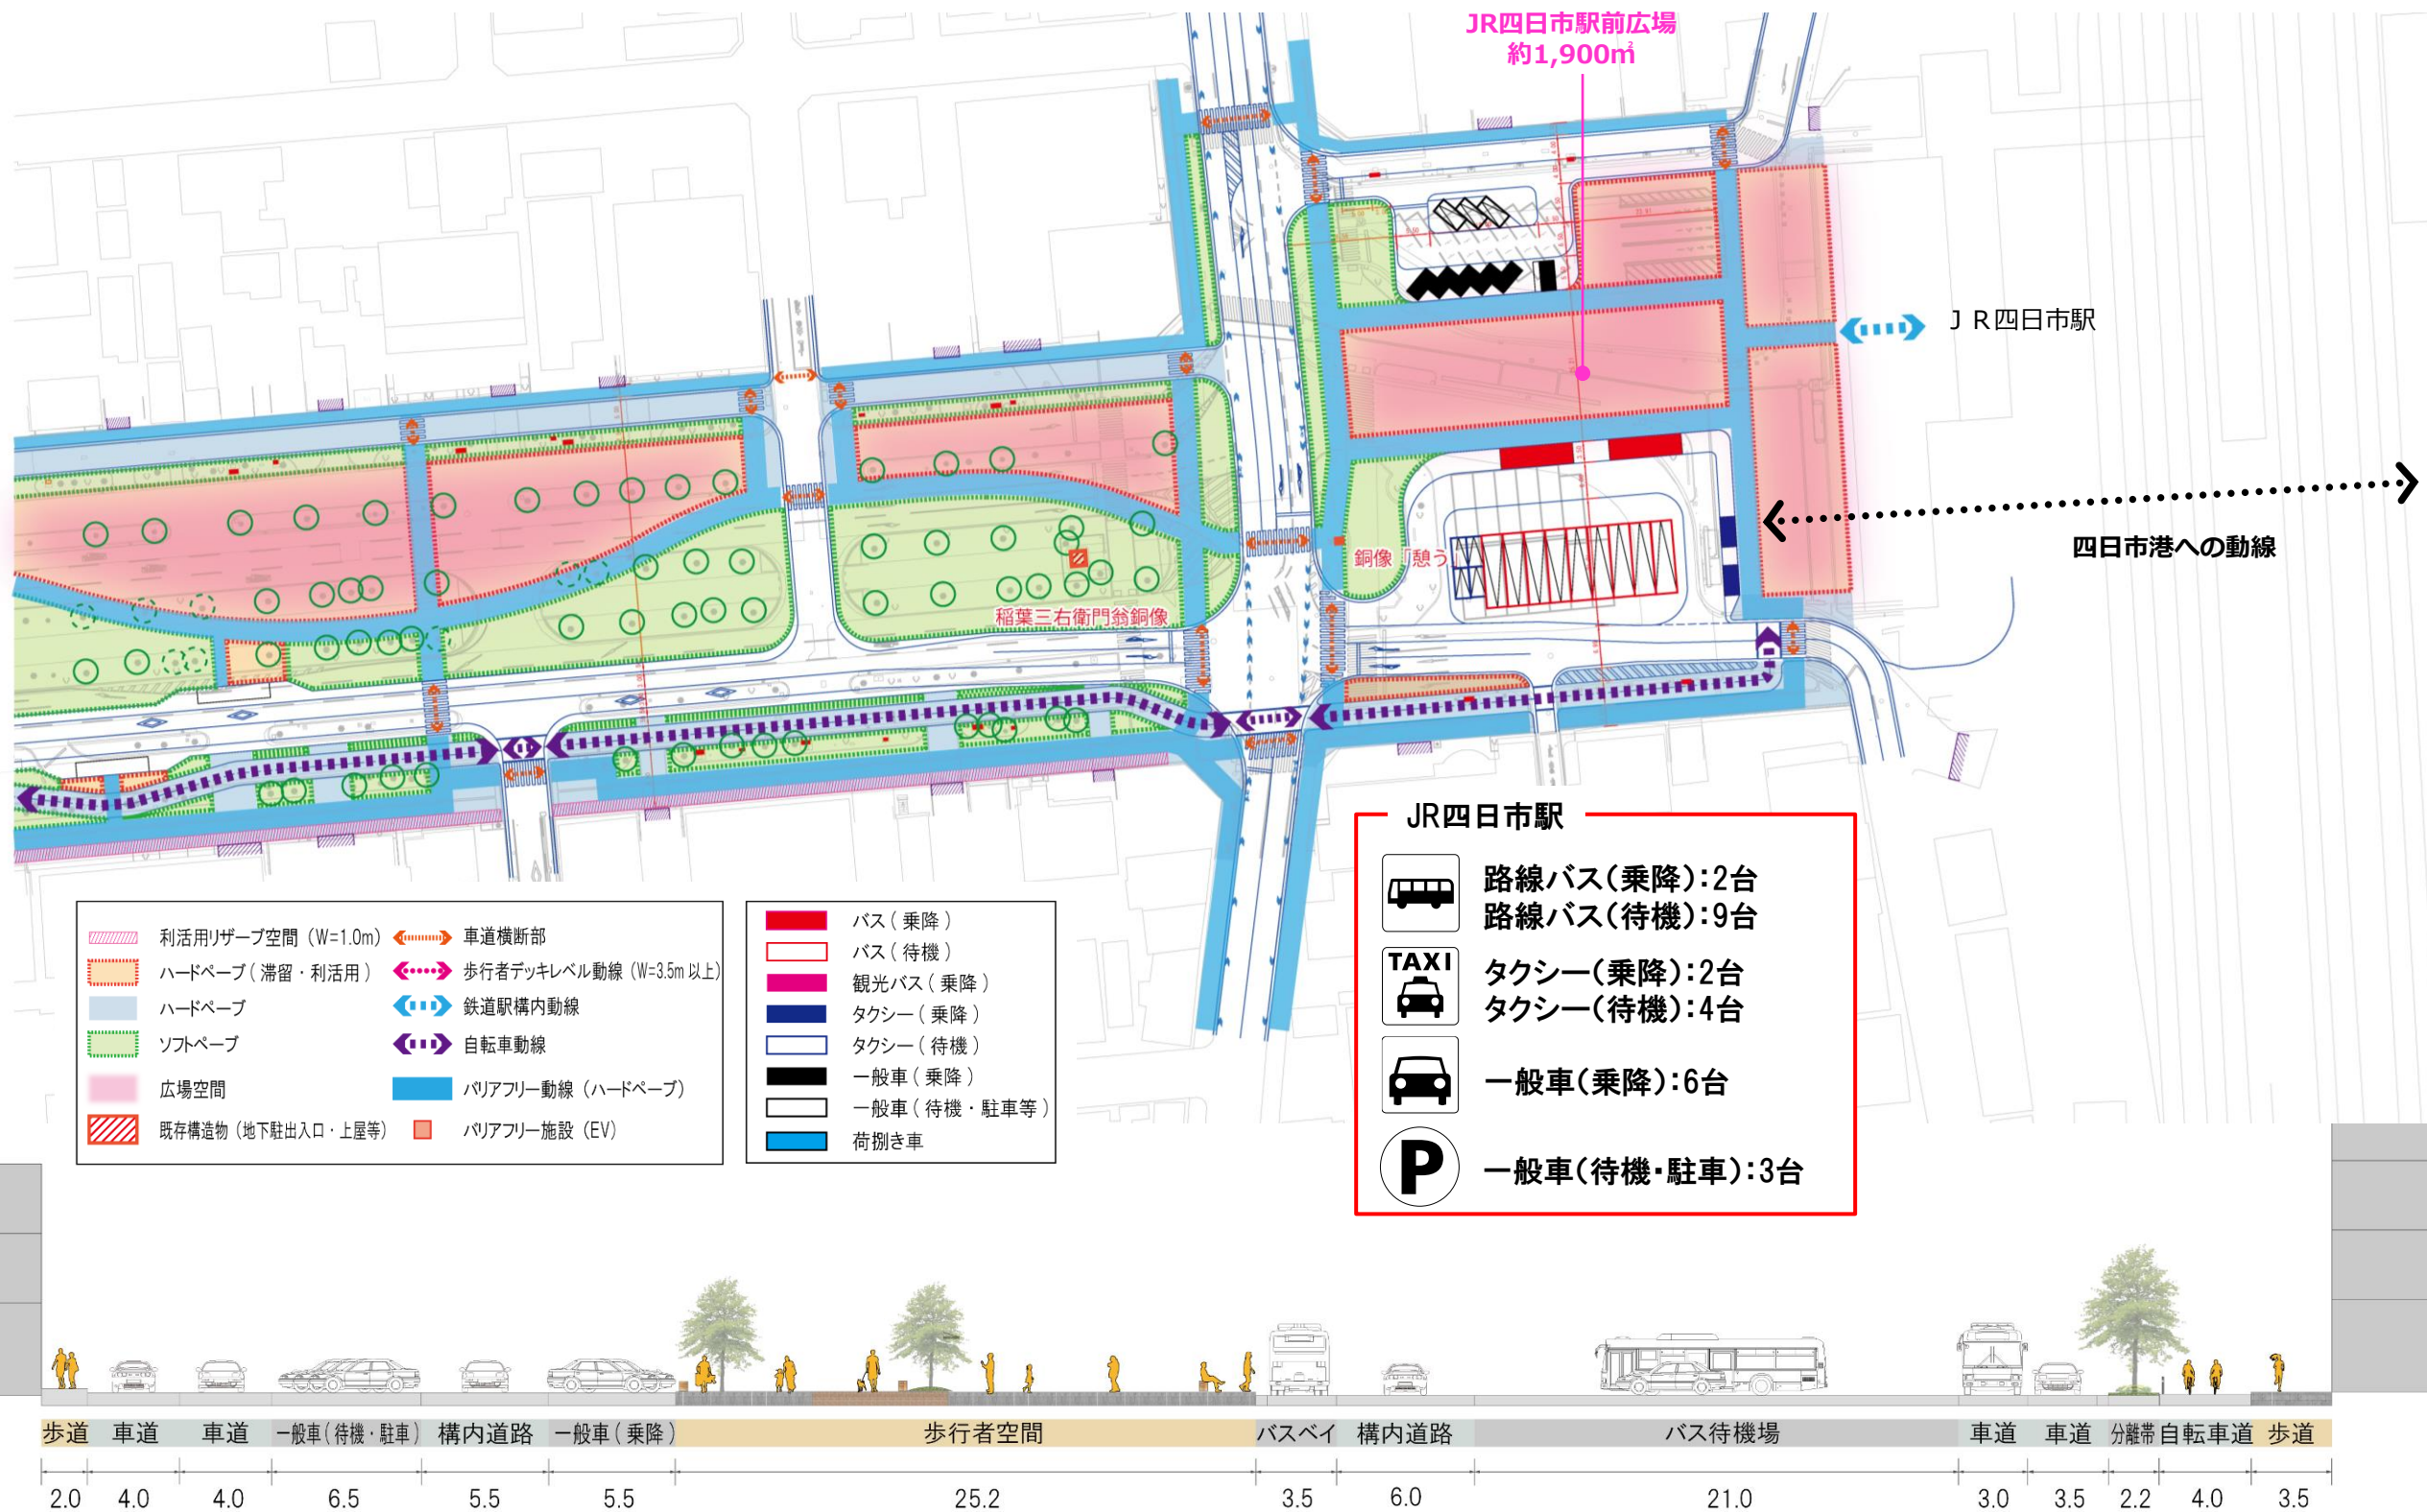 JR四日市駅前広場
約1,900㎡
ＪＲ四日市駅
四日市港への動線
銅像「憩う」
稲葉三右衛門翁銅像
利活用リザーブ空間（W=1.0m）
ハードペーブ（滞留・利活用）
ハードペーブ
ソフトペーブ
広場空間
既存構造物（地下駐出入口・上屋等）
車道横断部
歩行者デッキレベル動線（W=3.5m 以上）
鉄道駅構内動線
自転車動線
バリアフリー動線（ハードペーブ）
バリアフリー施設（EV）
バス（乗降）
バス（待機）
観光バス（乗降）
タクシー（乗降）
タクシー（待機）
一般車（乗降）
一般車（待機・駐車等）
荷捌き車
JR四日市駅
路線バス(乗降):2台
路線バス(待機):9台
TAXI
タクシー(乗降):2台
タクシー(待機):4台
一般車(乗降):6台
P
一般車(待機・駐車):3台
歩道 車道 車道 一般車（待機・駐車） 構内道路 一般車（乗降） 歩行者空間 バスベイ 構内道路 バス待機場 車道 車道 分離帯 自転車道 歩道
2.0 4.0 4.0 6.5 5.5 5.5 25.2 3.5 6.0 21.0 3.0 3.5 2.2 4.0 3.5